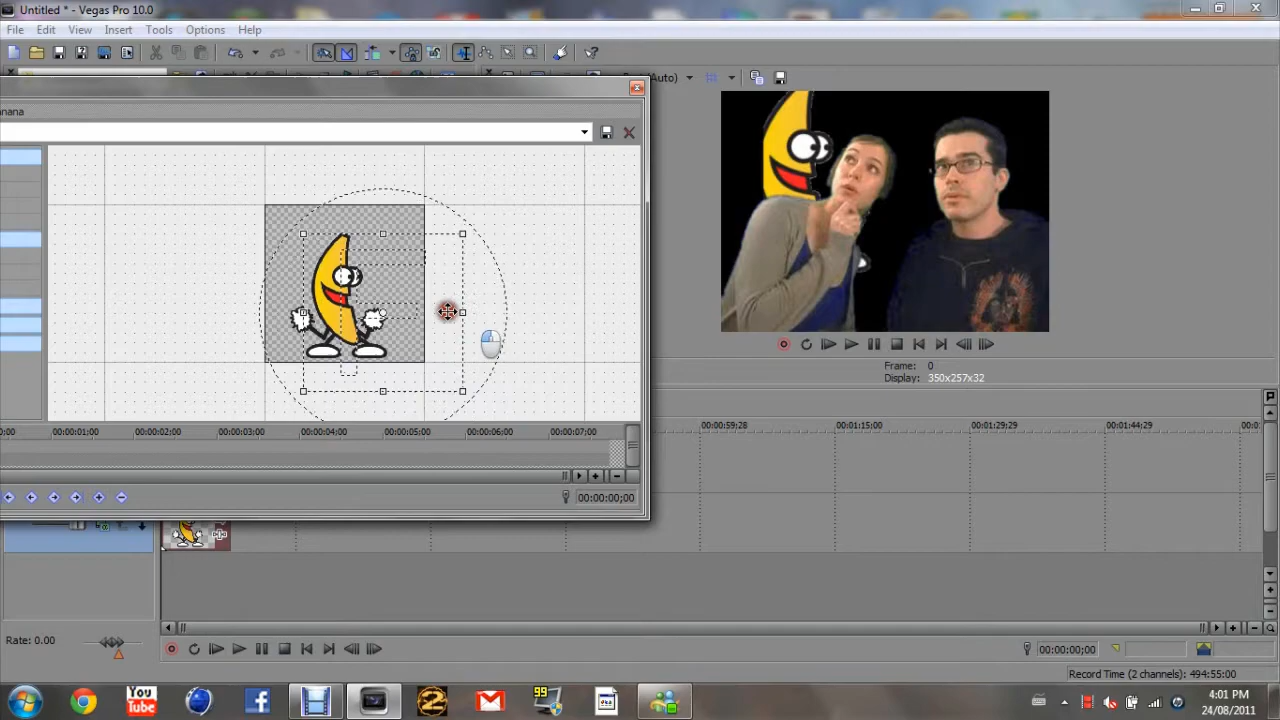 Untitled * - Vegas Pro 10.0
File Edit View Insert Tools Options Help
(Auto)
nana
Frame: 0
Display: 350x257x32
00:00:01;00 00:00:02;00 00:00:03;00 00:00:04;00 00:00:05;00 00:00:06;00 00:00:07;00
00:00:59;28 00:01:15;00 00:01:29;29 00:01:44;29
00:00:00;00
Rate: 0.00
00:00:00;00
Record Time (2 channels): 494:55:00
You
Tube
99
4:01 PM
24/08/2011